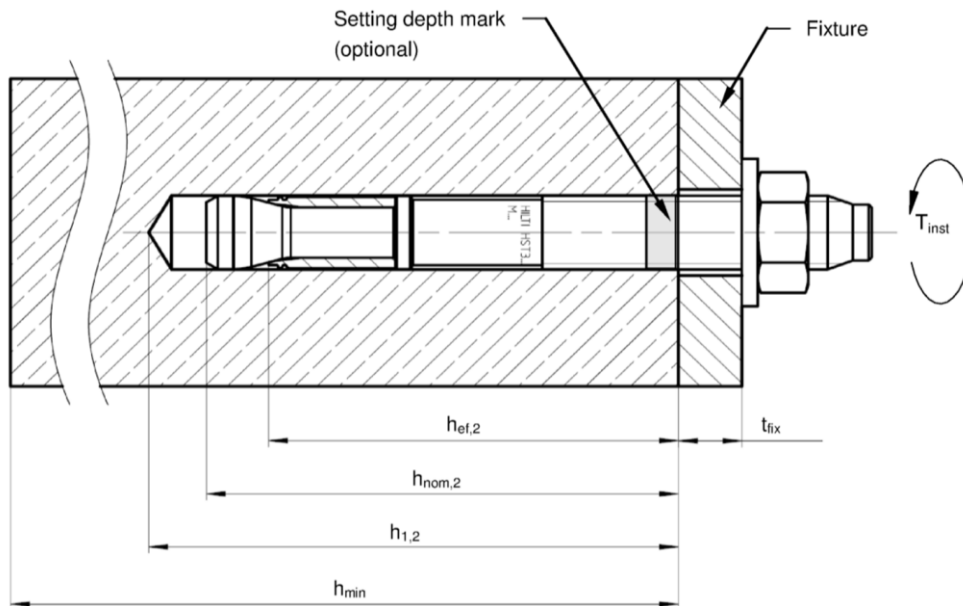 Setting depth mark
(optional)
Fixture
HILTI HST3...
M...
T_inst
h_ef,2
t_fix
h_nom,2
h_1,2
h_min